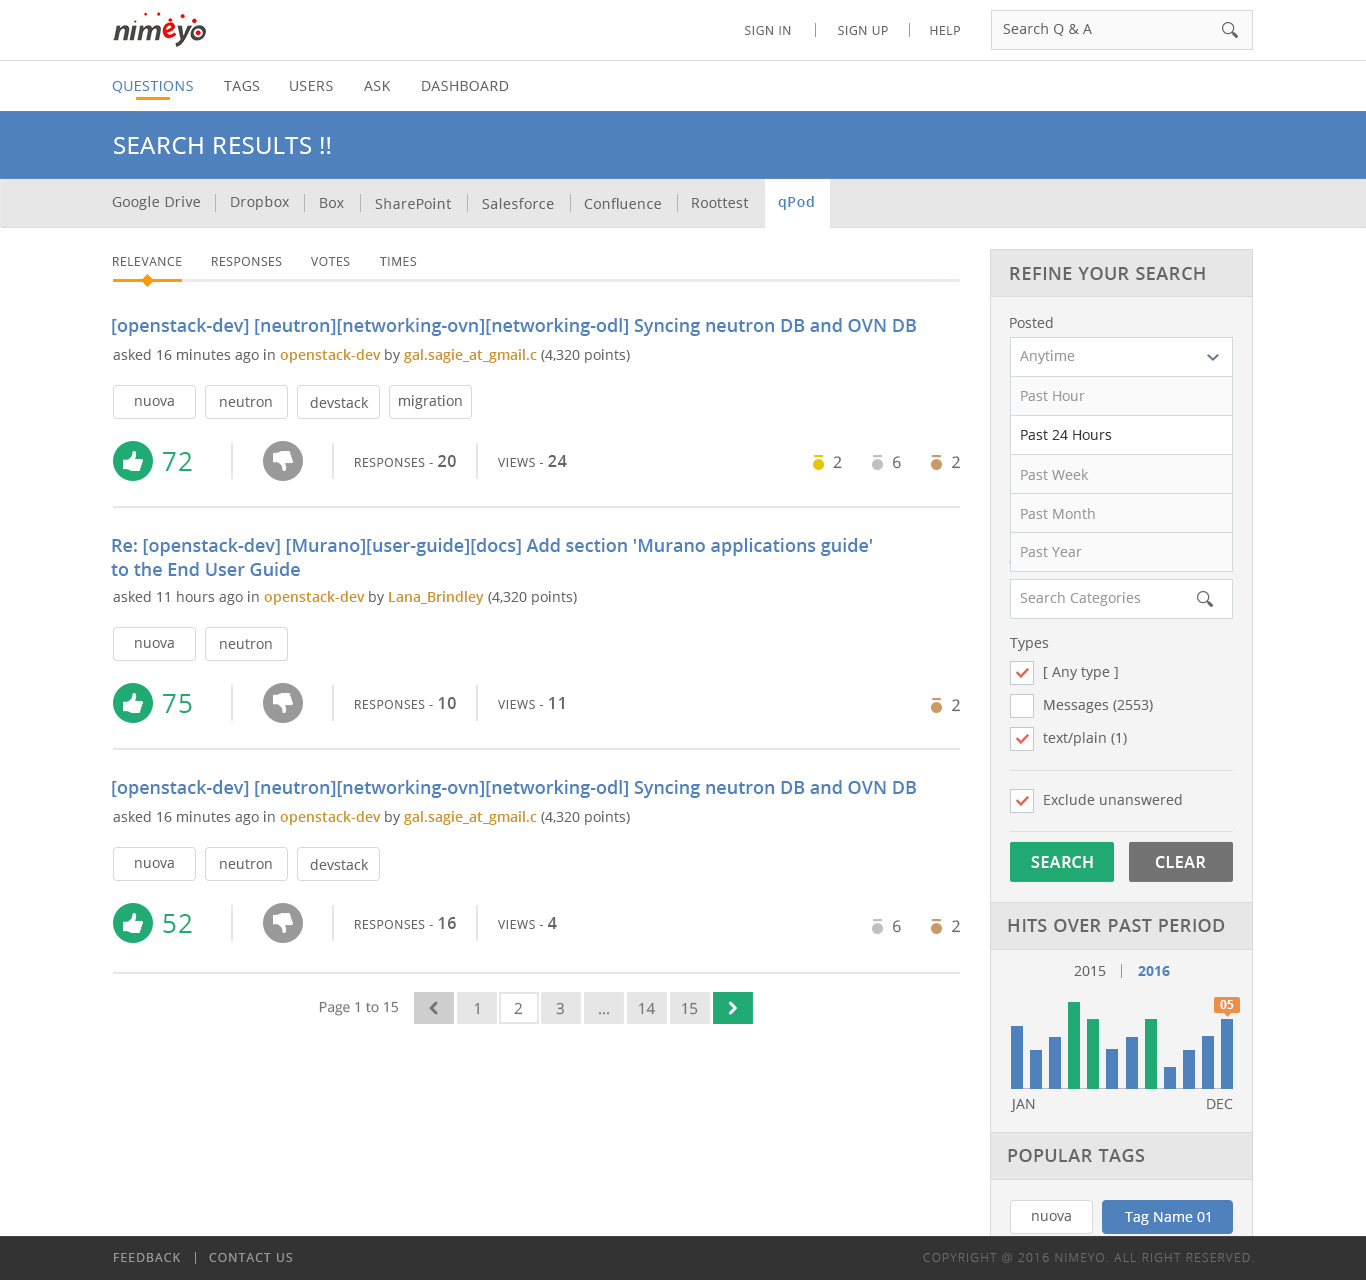 nimeyo
SIGN IN SIGN UP HELP
Search Q & A
QUESTIONS TAGS USERS ASK DASHBOARD
SEARCH RESULTS !!
Google Drive Dropbox Box SharePoint Salesforce Confluence Roottest qPod
RELEVANCE RESPONSES VOTES TIMES
[openstack-dev] [neutron][networking-ovn][networking-odl] Syncing neutron DB and OVN DB
asked 16 minutes ago in openstack-dev by gal.sagie_at_gmail.c (4,320 points)
nuova neutron devstack migration
72 RESPONSES - 20 VIEWS - 24 2 6 2
Re: [openstack-dev] [Murano][user-guide][docs] Add section 'Murano applications guide'
to the End User Guide
asked 11 hours ago in openstack-dev by Lana_Brindley (4,320 points)
nuova neutron
75 RESPONSES - 10 VIEWS - 11 2
[openstack-dev] [neutron][networking-ovn][networking-odl] Syncing neutron DB and OVN DB
asked 16 minutes ago in openstack-dev by gal.sagie_at_gmail.c (4,320 points)
nuova neutron devstack
52 RESPONSES - 16 VIEWS - 4 6 2
Page 1 to 15 1 2 3 ... 14 15
REFINE YOUR SEARCH
Posted
Anytime
Past Hour
Past 24 Hours
Past Week
Past Month
Past Year
Search Categories
Types
[ Any type ]
Messages (2553)
text/plain (1)
Exclude unanswered
SEARCH CLEAR
HITS OVER PAST PERIOD
2015 2016
05
JAN DEC
POPULAR TAGS
nuova Tag Name 01
FEEDBACK CONTACT US COPYRIGHT @ 2016 NIMEYO. ALL RIGHT RESERVED.